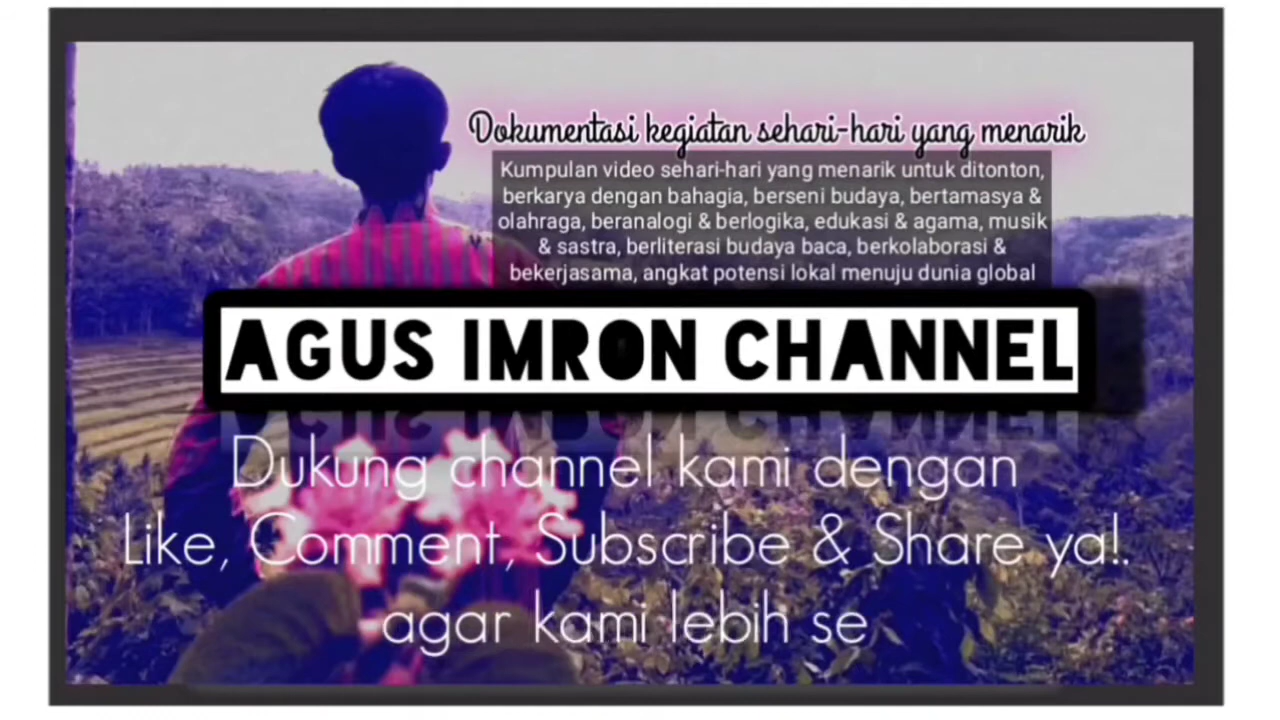 Dokumentasi kegiatan sehari-hari yang menarik
Kumpulan video sehari-hari yang menarik untuk ditonton,
berkarya dengan bahagia, berseni budaya, bertamasya &
olahraga, beranalogi & berlogika, edukasi & agama, musik
& sastra, berliterasi budaya baca, berkolaborasi &
bekerjasama, angkat potensi lokal menuju dunia global
AGUS IMRON CHANNEL
Dukung channel kami dengan
Like, Comment, Subscribe & Share ya!.
agar kami lebih se